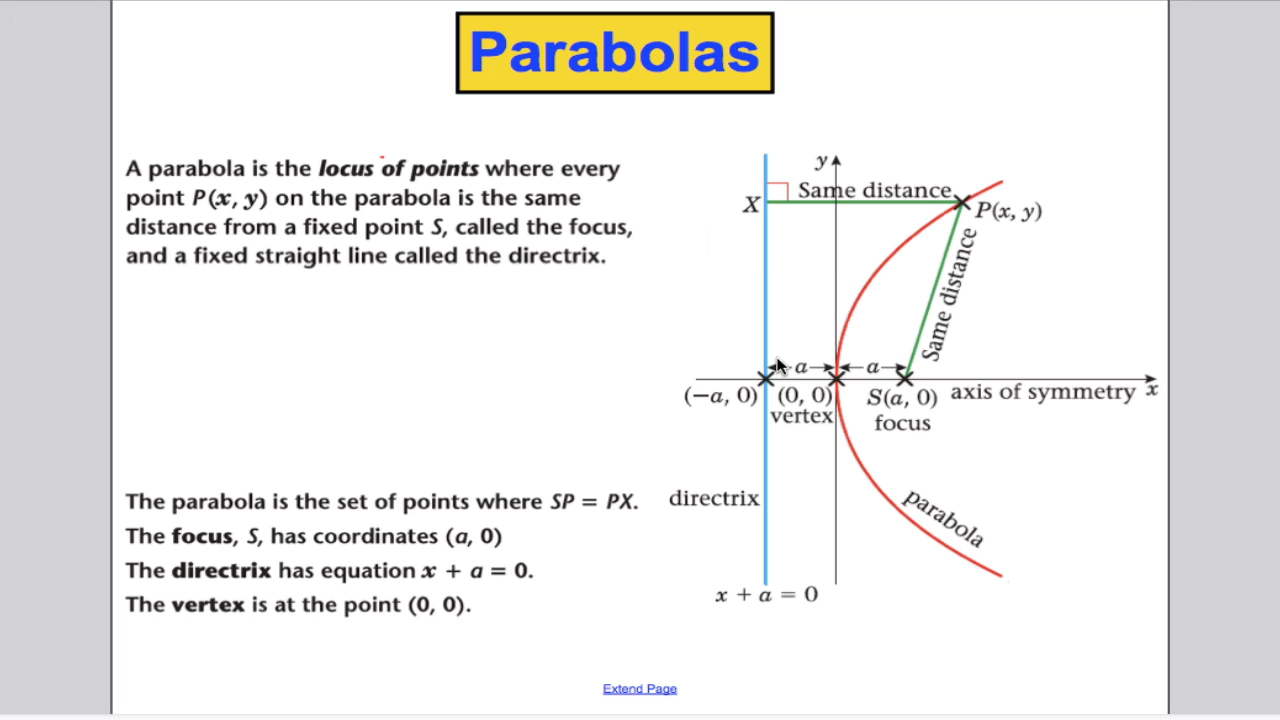 Parabolas
A parabola is the locus of points where every
point P(x, y) on the parabola is the same
distance from a fixed point S, called the focus,
and a fixed straight line called the directrix.
The parabola is the set of points where SP = PX.
The focus, S, has coordinates (a, 0)
The directrix has equation x + a = 0.
The vertex is at the point (0, 0).
y
Same distance
X
P(x, y)
Same distance
a
a
(−a, 0)
(0, 0)
vertex
S(a, 0)
focus
axis of symmetry x
directrix
parabola
x + a = 0
Extend Page